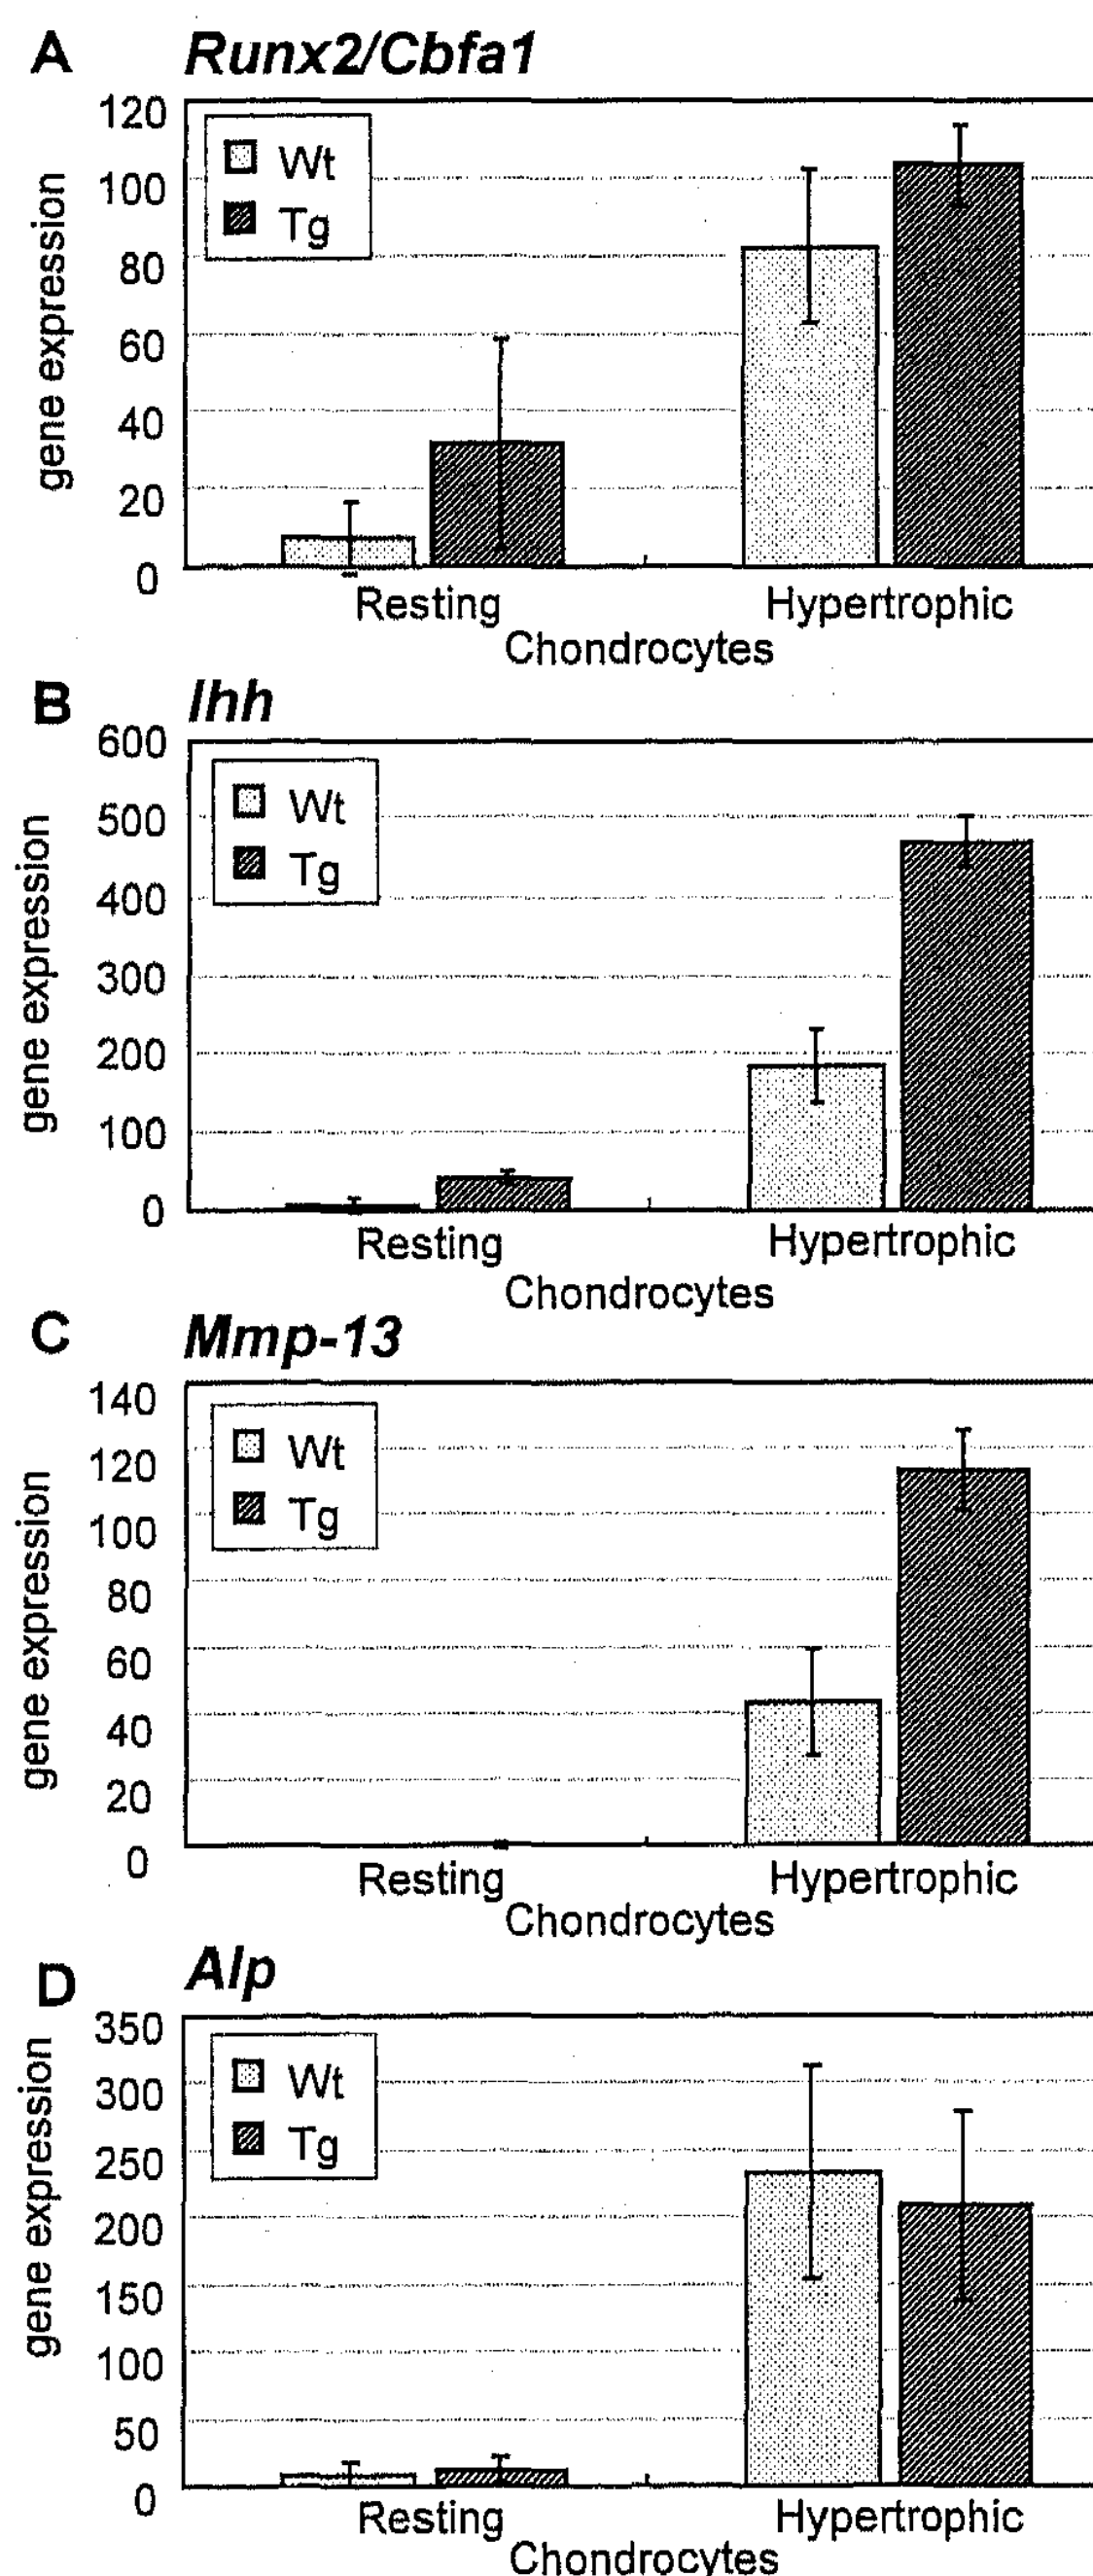 A Runx2/Cbfa1
120
100
80
60
40
20
0
gene expression
Wt
Tg
Resting Hypertrophic
Chondrocytes
B Ihh
600
500
400
300
200
100
0
gene expression
Wt
Tg
Resting Hypertrophic
Chondrocytes
C Mmp-13
140
120
100
80
60
40
20
0
gene expression
Wt
Tg
Resting Hypertrophic
Chondrocytes
D Alp
350
300
250
200
150
100
50
0
gene expression
Wt
Tg
Resting Hypertrophic
Chondrocytes